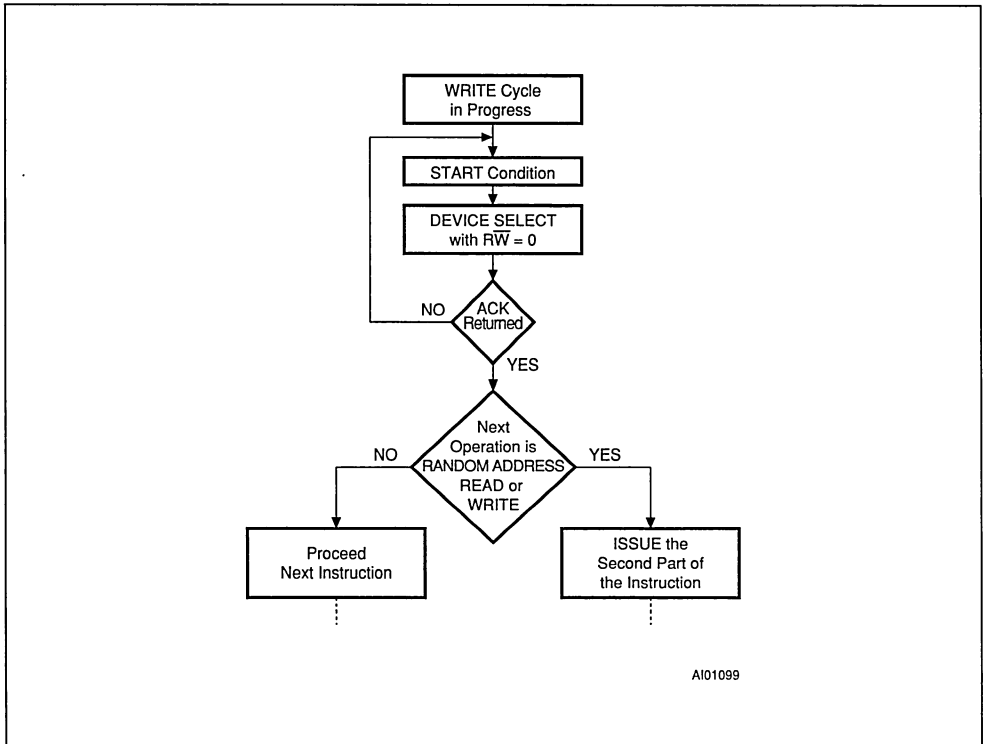 WRITE Cycle
in Progress
START Condition
DEVICE SELECT
with RW̅ = 0
NO
ACK
Returned
YES
Next
Operation is
RANDOM ADDRESS
READ or
WRITE
NO
YES
Proceed
Next Instruction
ISSUE the
Second Part of
the Instruction
AI01099